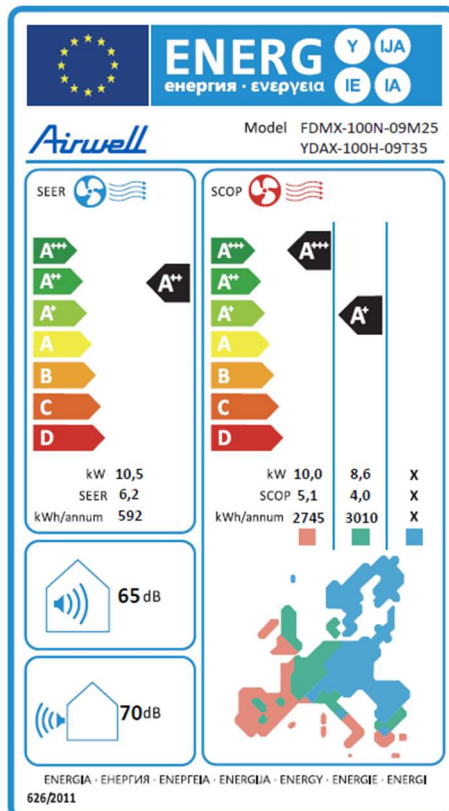 ENERG Y IJA
енергия · ενεργεια IE IA
Airwell
Model FDMX-100N-09M25
YDAX-100H-09T35
SEER
SCOP
A+++
A++
A+
A
B
C
D
A++
A+++
A++
A+
A
B
C
D
A+++
A+
kW 10,5
SEER 6,2
kWh/annum 592
kW 10,0 8,6 X
SCOP 5,1 4,0 X
kWh/annum 2745 3010 X
65 dB
70dB
ENERGIA · ЕНЕРГИЯ · ΕΝΕΡΓΕΙΑ · ENERGIJA · ENERGY · ENERGIE · ENERGI
626/2011